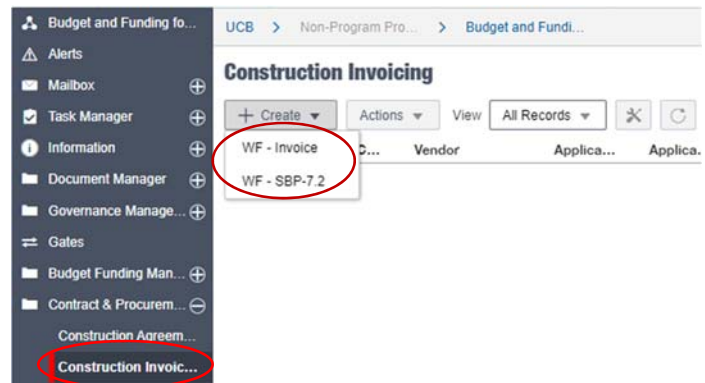 Budget and Funding fo...
Alerts
Mailbox
Task Manager
Information
Document Manager
Governance Manage...
Gates
Budget Funding Man...
Contract & Procurem...
Construction Agreem...
Construction Invoic...
UCB > Non-Program Pro... > Budget and Fundi...
Construction Invoicing
+ Create Actions View All Records
C... Vendor Applica... Applica.
WF - Invoice
WF - SBP-7.2